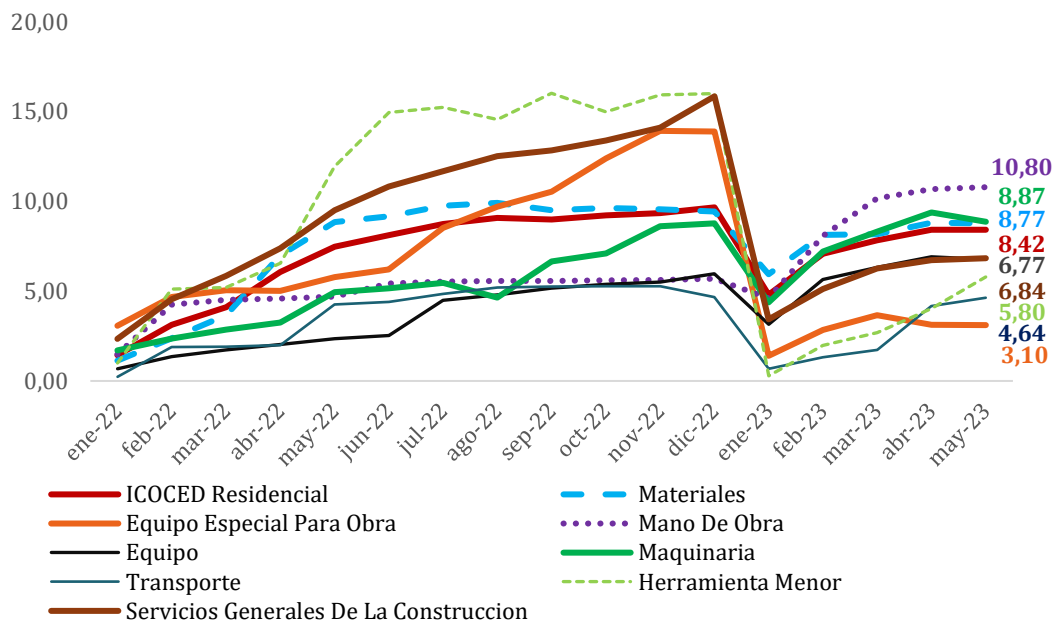 20,00
15,00
10,00
5,00
0,00
10,80
8,87
8,77
8,42
6,77
6,84
5,80
4,64
3,10
ene-22 feb-22 mar-22 abr-22 may-22 jun-22 jul-22 ago-22 sep-22 oct-22 nov-22 dic-22 ene-23 feb-23 mar-23 abr-23 may-23
ICOCED Residencial Materiales
Equipo Especial Para Obra Mano De Obra
Equipo Maquinaria
Transporte Herramienta Menor
Servicios Generales De La Construccion